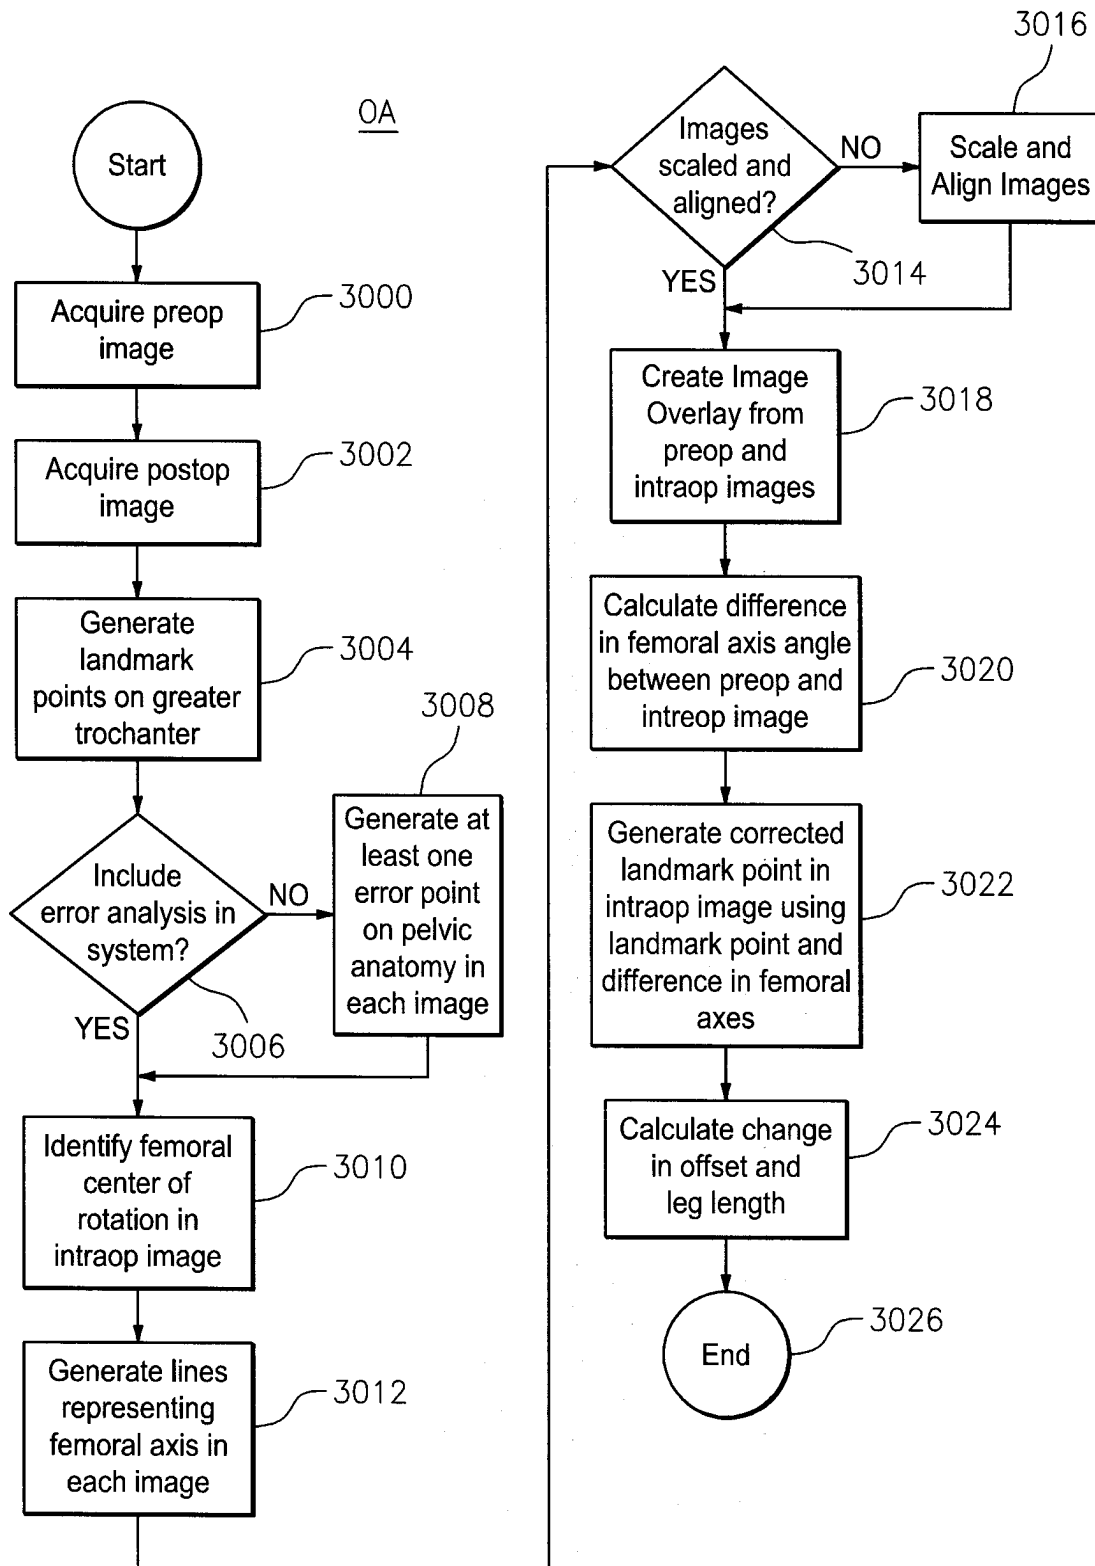 OA
Start
Acquire preop
image
3000
Acquire postop
image
3002
Generate
landmark
points on greater
trochanter
3004
Include
error analysis in
system?
3006
NO
YES
3008
Generate at
least one
error point
on pelvic
anatomy in
each image
Identify femoral
center of
rotation in
intraop image
3010
Generate lines
representing
femoral axis in
each image
3012
Images
scaled and
aligned?
3014
NO
YES
3016
Scale and
Align Images
Create Image
Overlay from
preop and
intraop images
3018
Calculate difference
in femoral axis angle
between preop and
intreop image
3020
Generate corrected
landmark point in
intraop image using
landmark point and
difference in femoral
axes
3022
Calculate change
in offset and
leg length
3024
End
3026